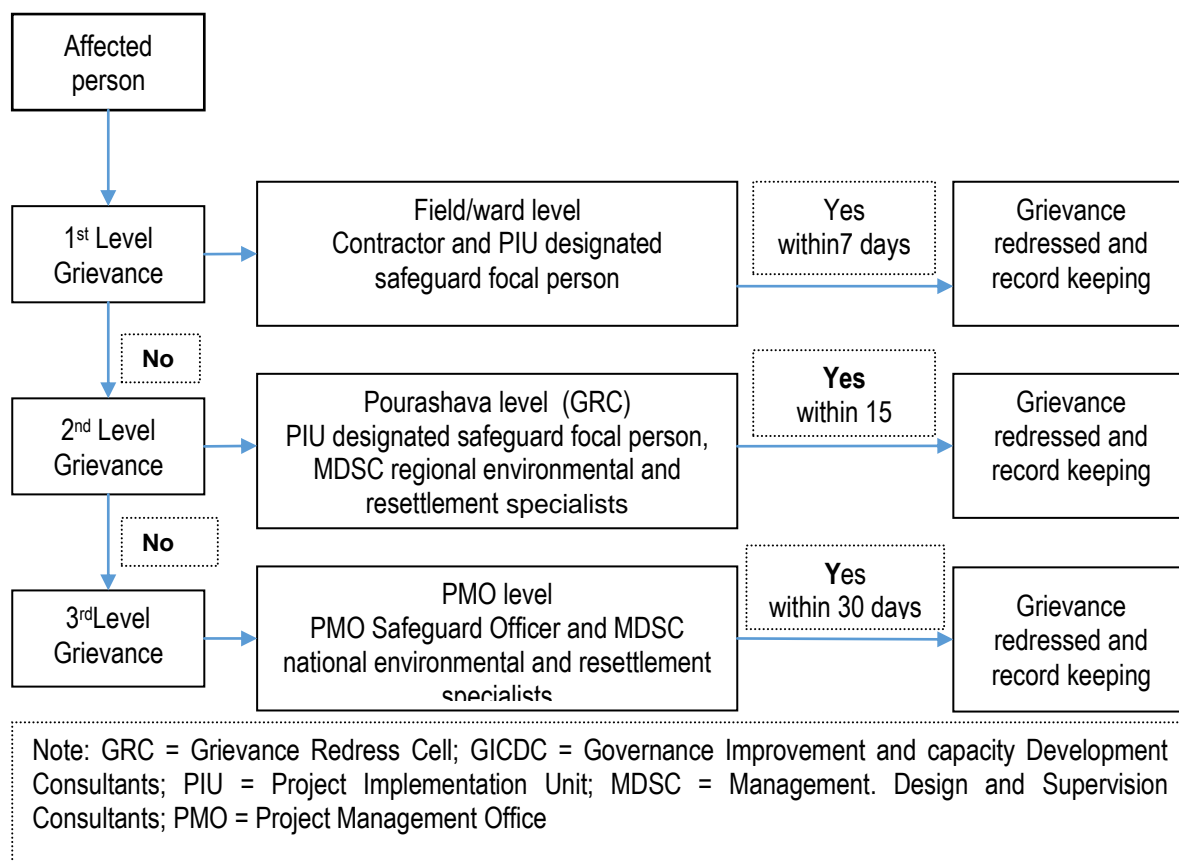 Affected
person
1st Level
Grievance
Field/ward level
Contractor and PIU designated
safeguard focal person
Yes
within7 days
Grievance
redressed and
record keeping
No
2nd Level
Grievance
Pourashava level (GRC)
PIU designated safeguard focal person,
MDSC regional environmental and
resettlement specialists
Yes
within 15
Grievance
redressed and
record keeping
No
3rdLevel
Grievance
PMO level
PMO Safeguard Officer and MDSC
national environmental and resettlement
specialists
Yes
within 30 days
Grievance
redressed and
record keeping
Note: GRC = Grievance Redress Cell; GICDC = Governance Improvement and capacity Development
Consultants; PIU = Project Implementation Unit; MDSC = Management. Design and Supervision
Consultants; PMO = Project Management Office